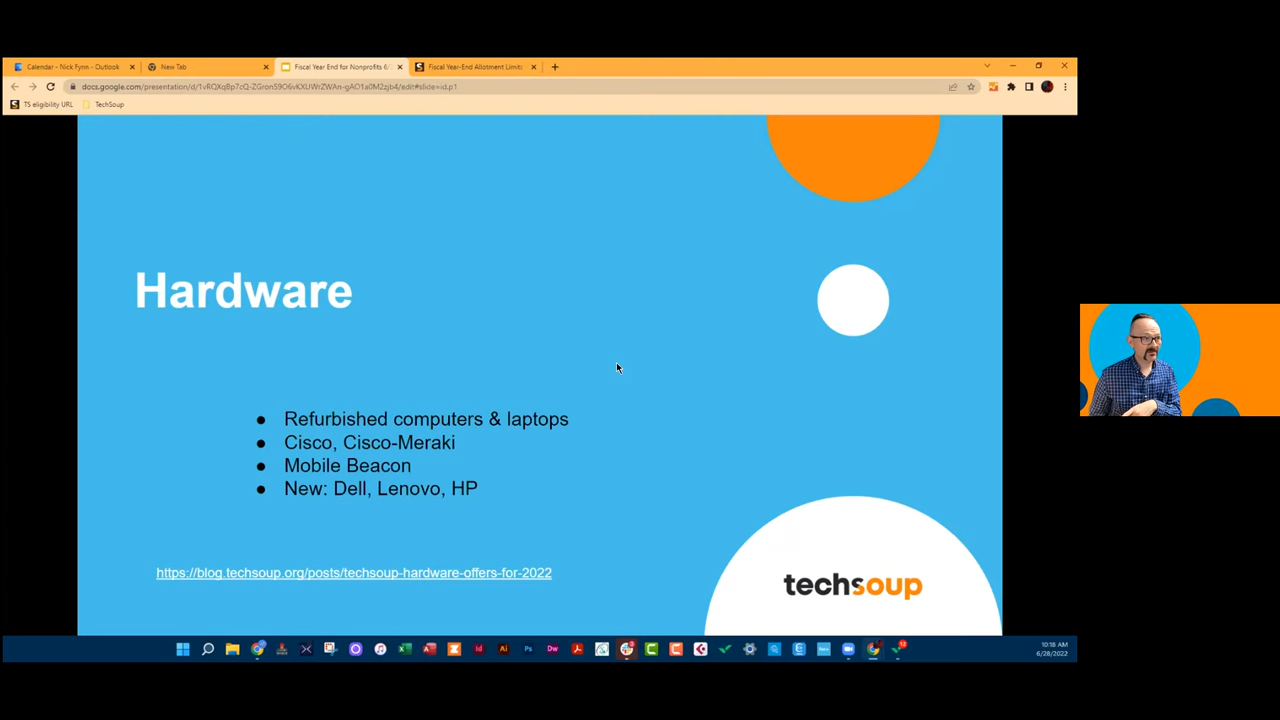 Calendar - Nick Fynn - Outlook
New Tab
Fiscal Year End for Nonprofits 6/
Fiscal Year-End Allotment Limits
TS eligibility URL
TechSoup
Hardware
● Refurbished computers & laptops
● Cisco, Cisco-Meraki
● Mobile Beacon
● New: Dell, Lenovo, HP
https://blog.techsoup.org/posts/techsoup-hardware-offers-for-2022
techsoup
10:18 AM
6/28/2022